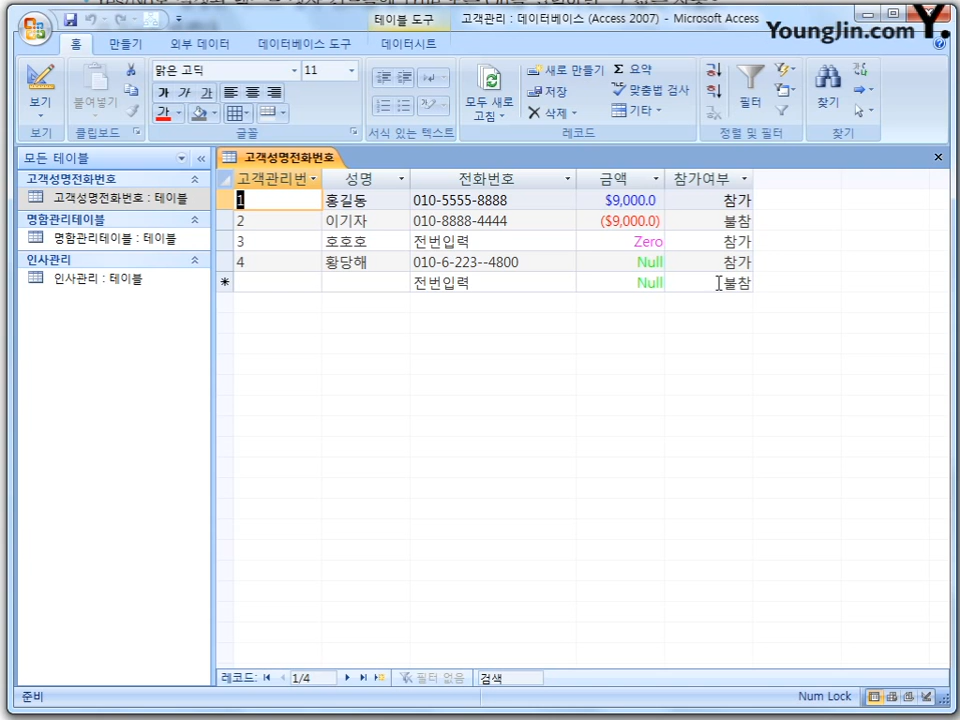 테이블 도구
고객관리 : 데이터베이스 (Access 2007) - Microsoft Access
YoungJin.com Y.
홈 만들기 외부 데이터 데이터베이스 도구 데이터시트
보기
붙여넣기
맑은 고딕 11
가 가 가
가
모두 새로
고침
새로 만들기
저장
삭제
요약
맞춤법 검사
기타
필터
찾기
보기 클립보드 글꼴 서식 있는 텍스트 레코드 정렬 및 필터 찾기
모든 테이블
고객성명전화번호
고객성명전화번호 : 테이블
명함관리테이블
명함관리테이블 : 테이블
인사관리
인사관리 : 테이블
고객성명전화번호
고객관리번 성명 전화번호 금액 참가여부
1 홍길동 010-5555-8888 $9,000.0 참가
2 이기자 010-8888-4444 ($9,000.0) 불참
3 호호호 전번입력 Zero 참가
4 황당해 010-6-223--4800 Null 참가
전번입력 Null 불참
레코드: 1/4 필터 없음 검색
준비 Num Lock